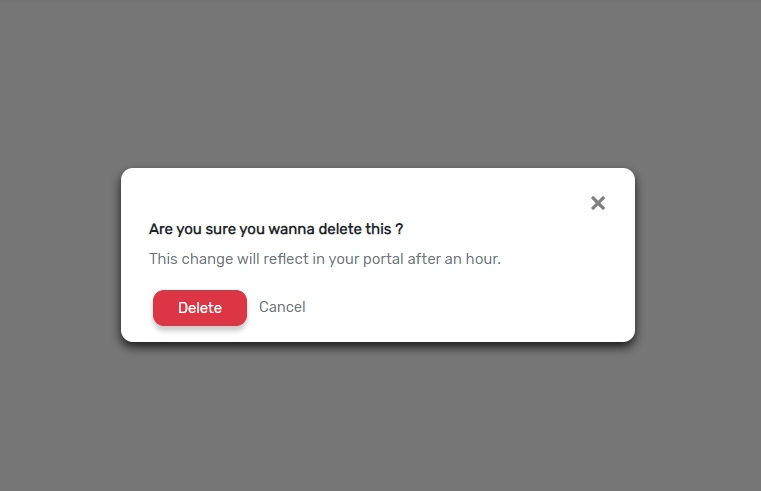 Are you sure you wanna delete this ?
This change will reflect in your portal after an hour.
Delete Cancel